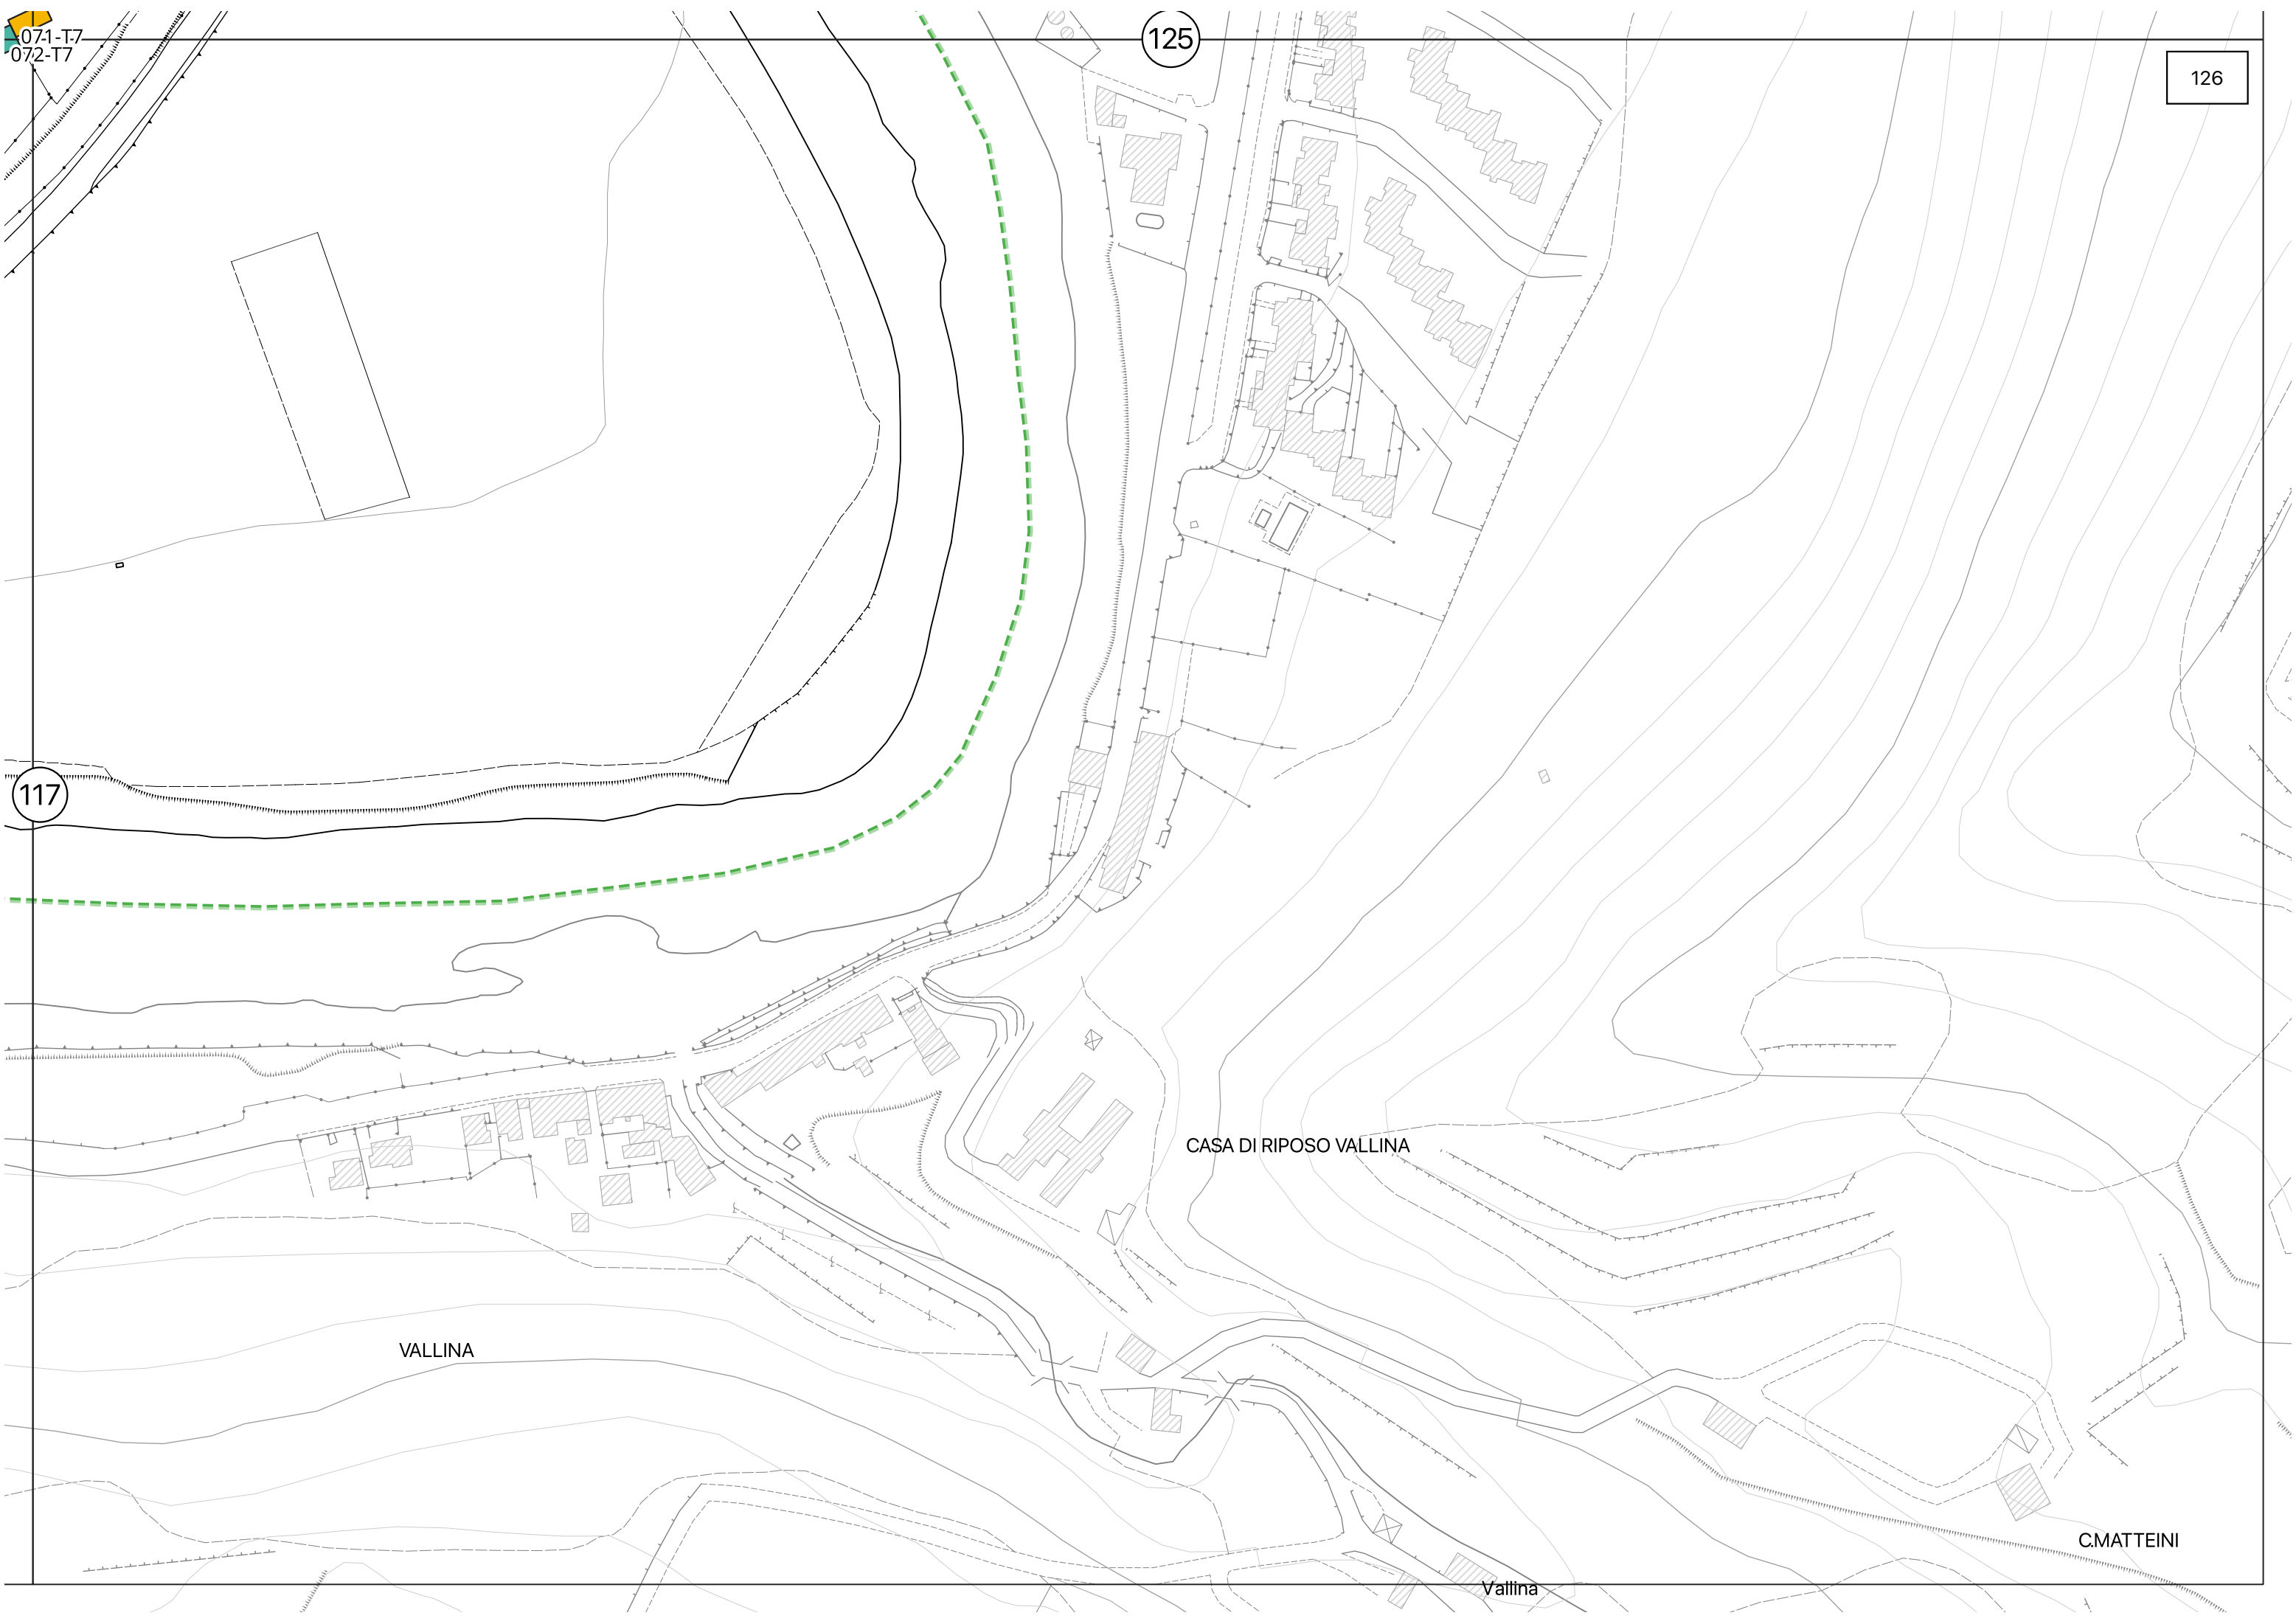 071-T7
072-T7
125
126
117
CASA DI RIPOSO VALLINA
VALLINA
C.MATTEINI
Vallina